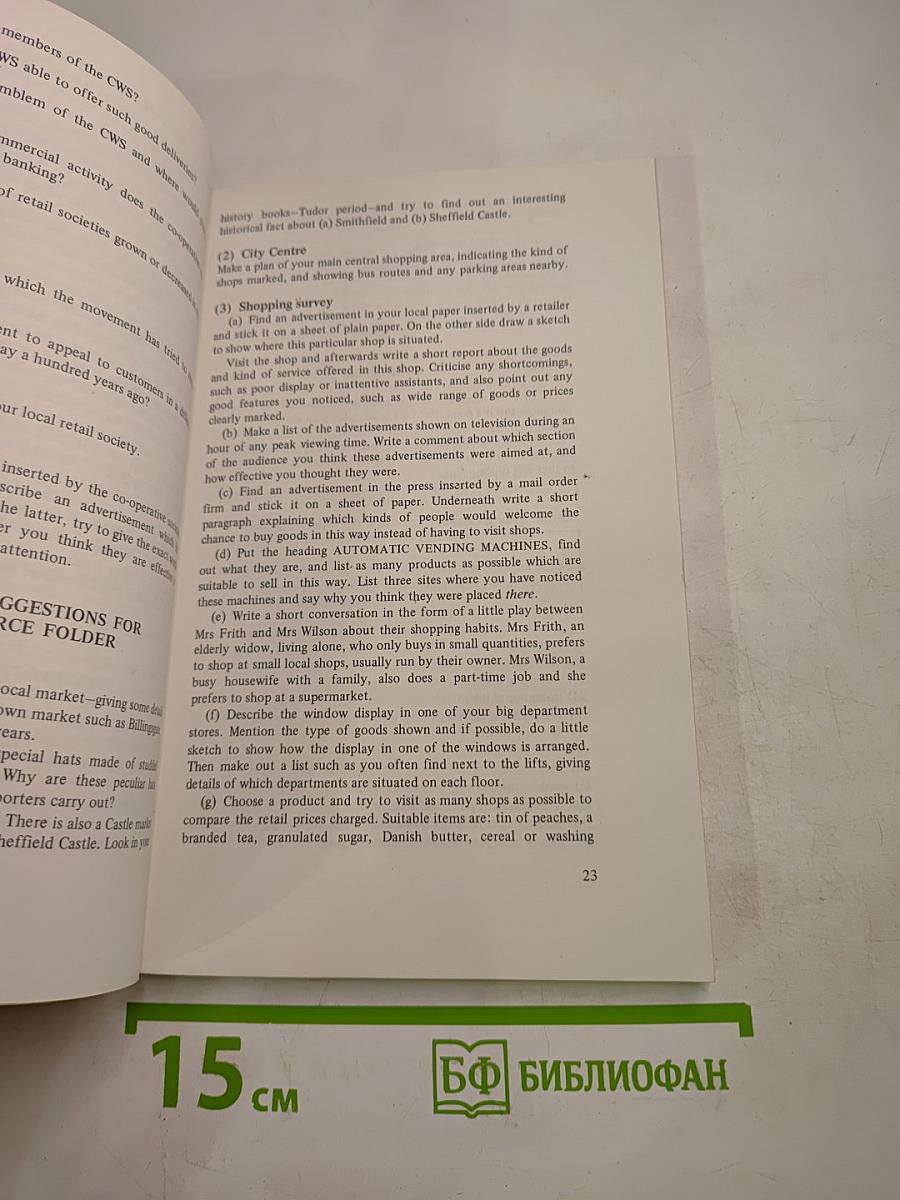 members of the CWS?
WS able to offer such good deliveries?
mblem of the CWS and where would
mmercial activity does the co-operative
banking?
of retail societies grown or decreased
which the movement has tried to
ent to appeal to customers in a
ay a hundred years ago?
ur local retail society.
inserted by the co-operative
scribe an advertisement which
he latter, try to give the exact
er you think they are effective
attention.
GGESTIONS FOR
RCE FOLDER
ocal market—giving some
own market such as Billingsgate
ears.
pecial hats made of studded
Why are these peculiar
orters carry out?
There is also a Castle
heffield Castle. Look in
history books—Tudor period—and try to find out an interesting
historical fact about (a) Smithfield and (b) Sheffield Castle.
(2) City Centre
Make a plan of your main central shopping area, indicating the kind of
shops marked, and showing bus routes and any parking areas nearby.
(3) Shopping survey
(a) Find an advertisement in your local paper inserted by a retailer
and stick it on a sheet of plain paper. On the other side draw a sketch
to show where this particular shop is situated.
Visit the shop and afterwards write a short report about the goods
and kind of service offered in this shop. Criticise any shortcomings,
such as poor display or inattentive assistants, and also point out any
good features you noticed, such as wide range of goods or prices
clearly marked.
(b) Make a list of the advertisements shown on television during an
hour of any peak viewing time. Write a comment about which section
of the audience you think these advertisements were aimed at, and
how effective you thought they were.
(c) Find an advertisement in the press inserted by a mail order
firm and stick it on a sheet of paper. Underneath write a short
paragraph explaining which kinds of people would welcome the
chance to buy goods in this way instead of having to visit shops.
(d) Put the heading AUTOMATIC VENDING MACHINES, find
out what they are, and list as many products as possible which are
suitable to sell in this way. List three sites where you have noticed
these machines and say why you think they were placed there.
(e) Write a short conversation in the form of a little play between
Mrs Frith and Mrs Wilson about their shopping habits. Mrs Frith, an
elderly widow, living alone, who only buys in small quantities, prefers
to shop at small local shops, usually run by their owner. Mrs Wilson, a
busy housewife with a family, also does a part-time job and she
prefers to shop at a supermarket.
(f) Describe the window display in one of your big department
stores. Mention the type of goods shown and if possible, do a little
sketch to show how the display in one of the windows is arranged.
Then make out a list such as you often find next to the lifts, giving
details of which departments are situated on each floor.
(g) Choose a product and try to visit as many shops as possible to
compare the retail prices charged. Suitable items are: tin of peaches, a
branded tea, granulated sugar, Danish butter, cereal or washing
23
15 см
БФ БИБЛИОФАН